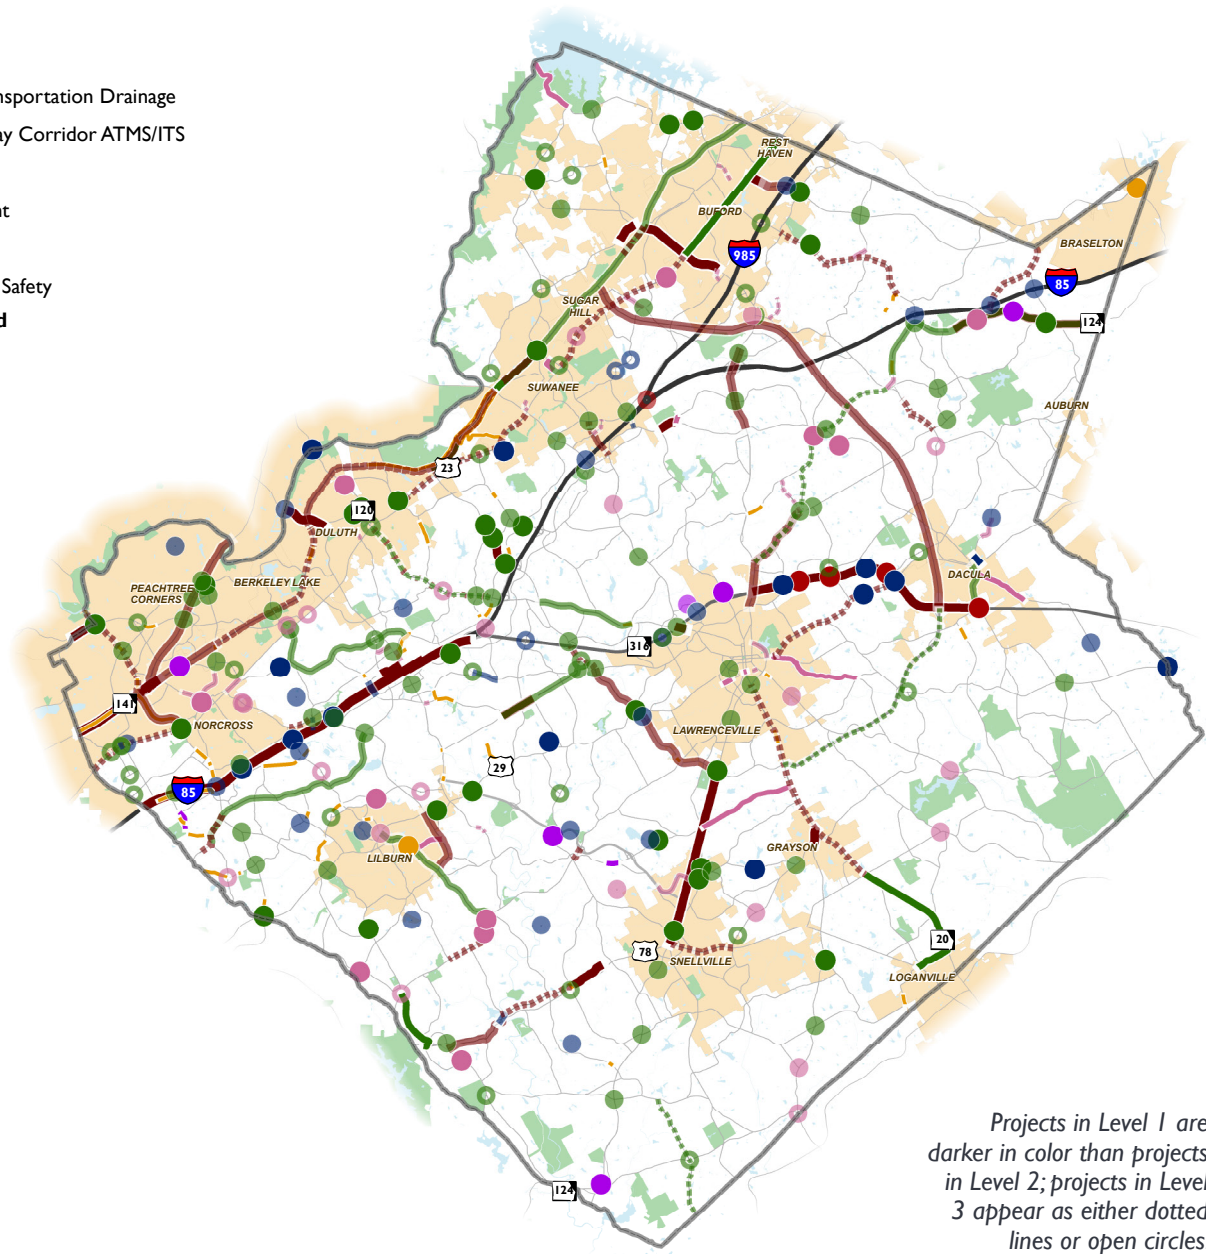 nsportation Drainage
ay Corridor ATMS/ITS
nt
Safety
d
REST
HAVEN
BUFORD
985
BRASELTON
85
124
SUGAR
HILL
SUWANEE
AUBURN
23
120
DULUTH
PEACHTREE
CORNERS
BERKELEY LAKE
DACULA
316
141
NORCROSS
LAWRENCEVILLE
29
85
LILBURN
GRAYSON
20
78
SNELLVILLE
LOGANVILLE
124
Projects in Level 1 are
darker in color than projects
in Level 2; projects in Level
3 appear as either dotted
lines or open circles